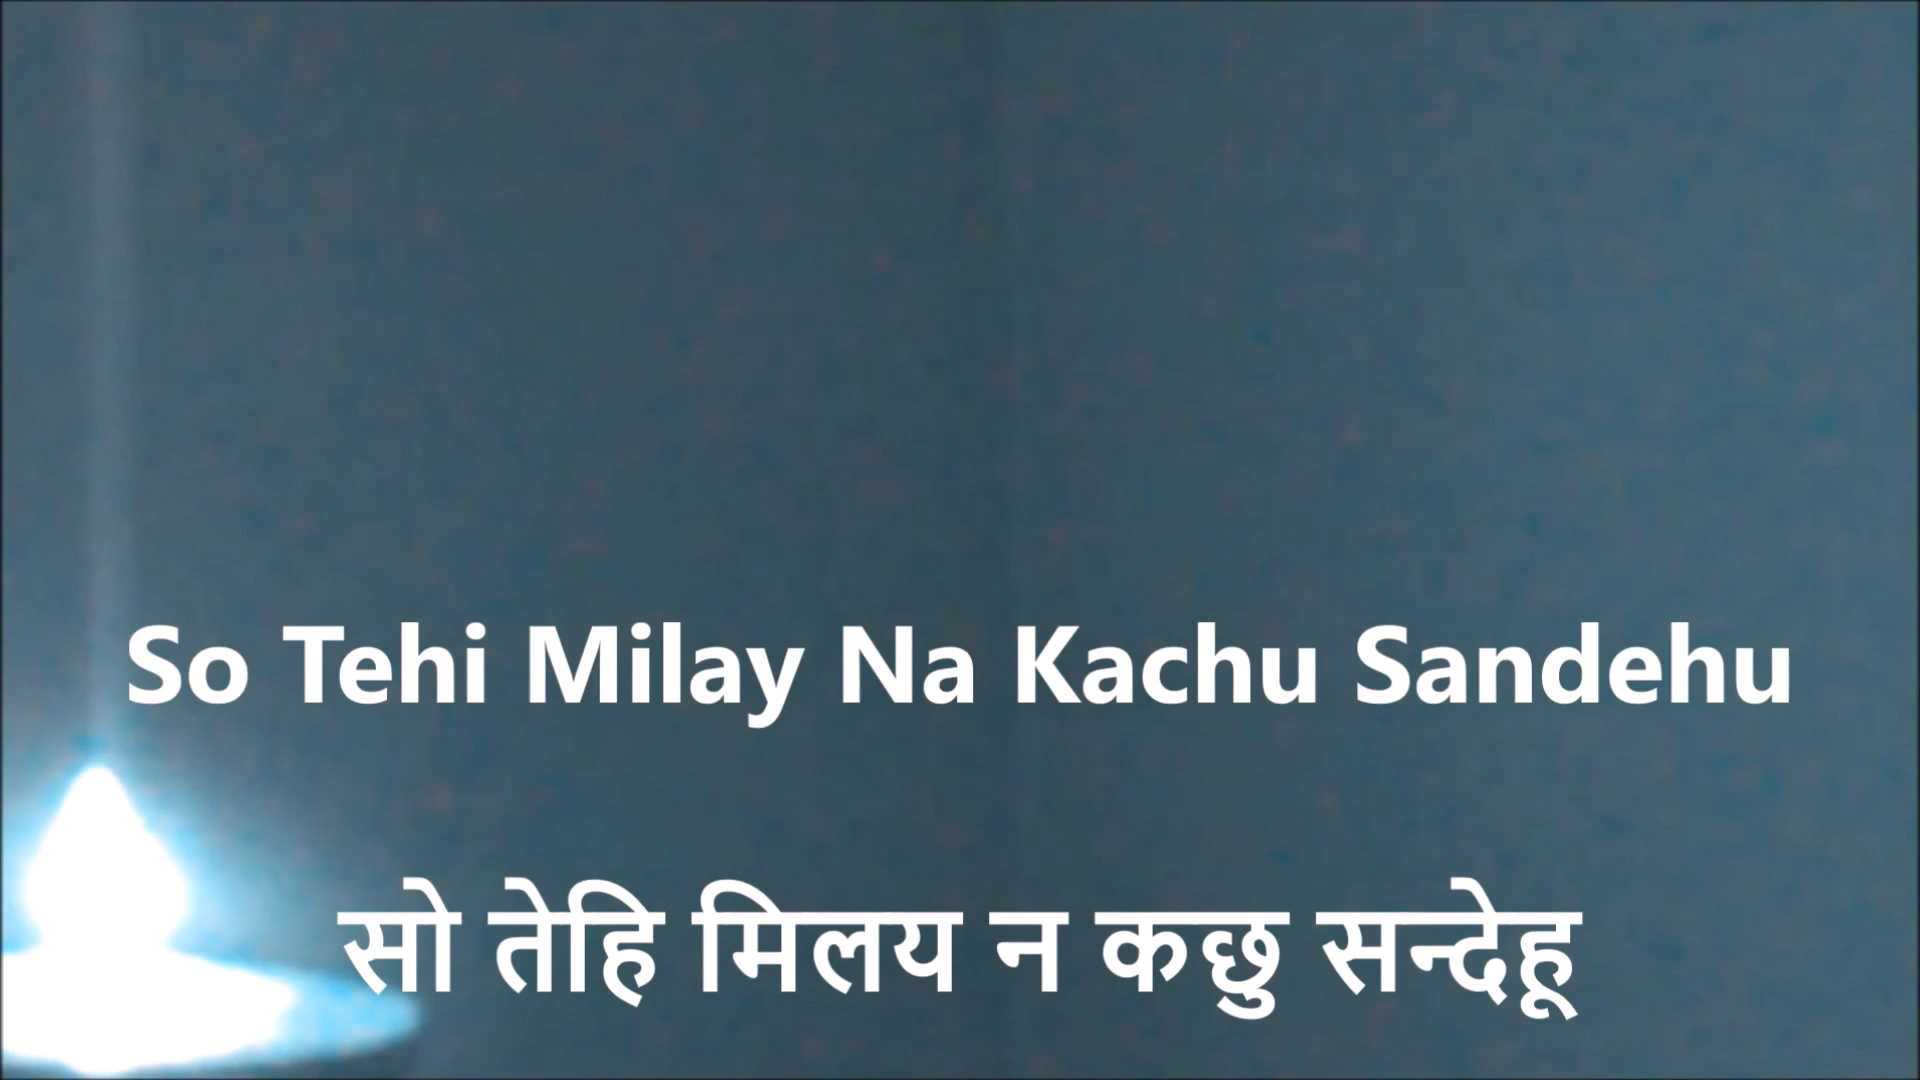 So Tehi Milay Na Kachu Sandehu
सो तेहि मिलय न कछु सन्देहू